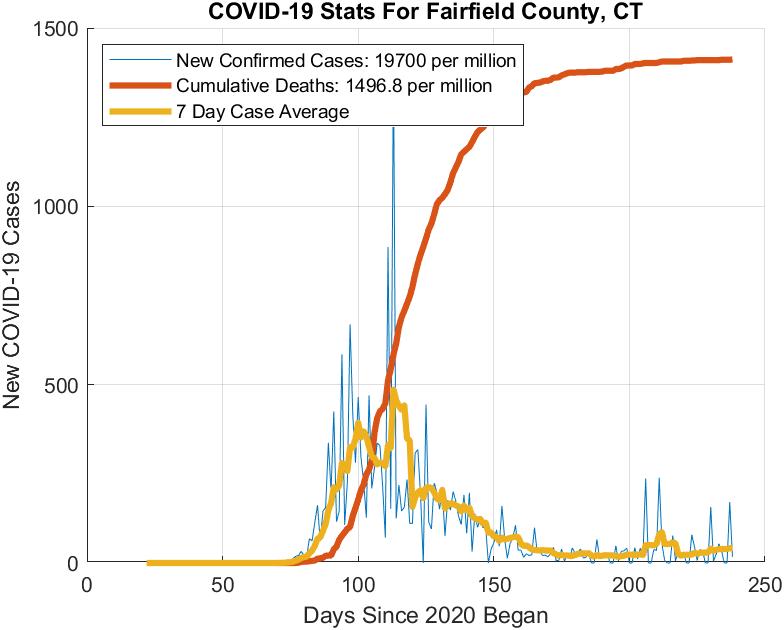 COVID-19 Stats For Fairfield County, CT
1500
New Confirmed Cases: 19700 per million
Cumulative Deaths: 1496.8 per million
7 Day Case Average
1000
New COVID-19 Cases
500
0
0 50 100 150 200 250
Days Since 2020 Began